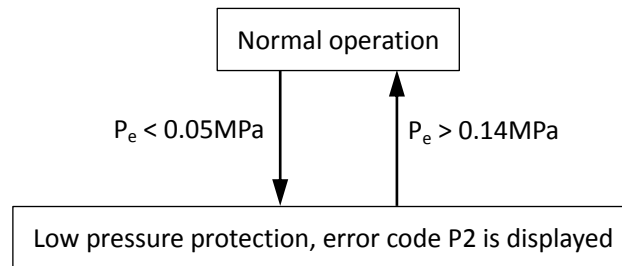 Normal operation
Pₑ < 0.05MPa
Pₑ > 0.14MPa
Low pressure protection, error code P2 is displayed